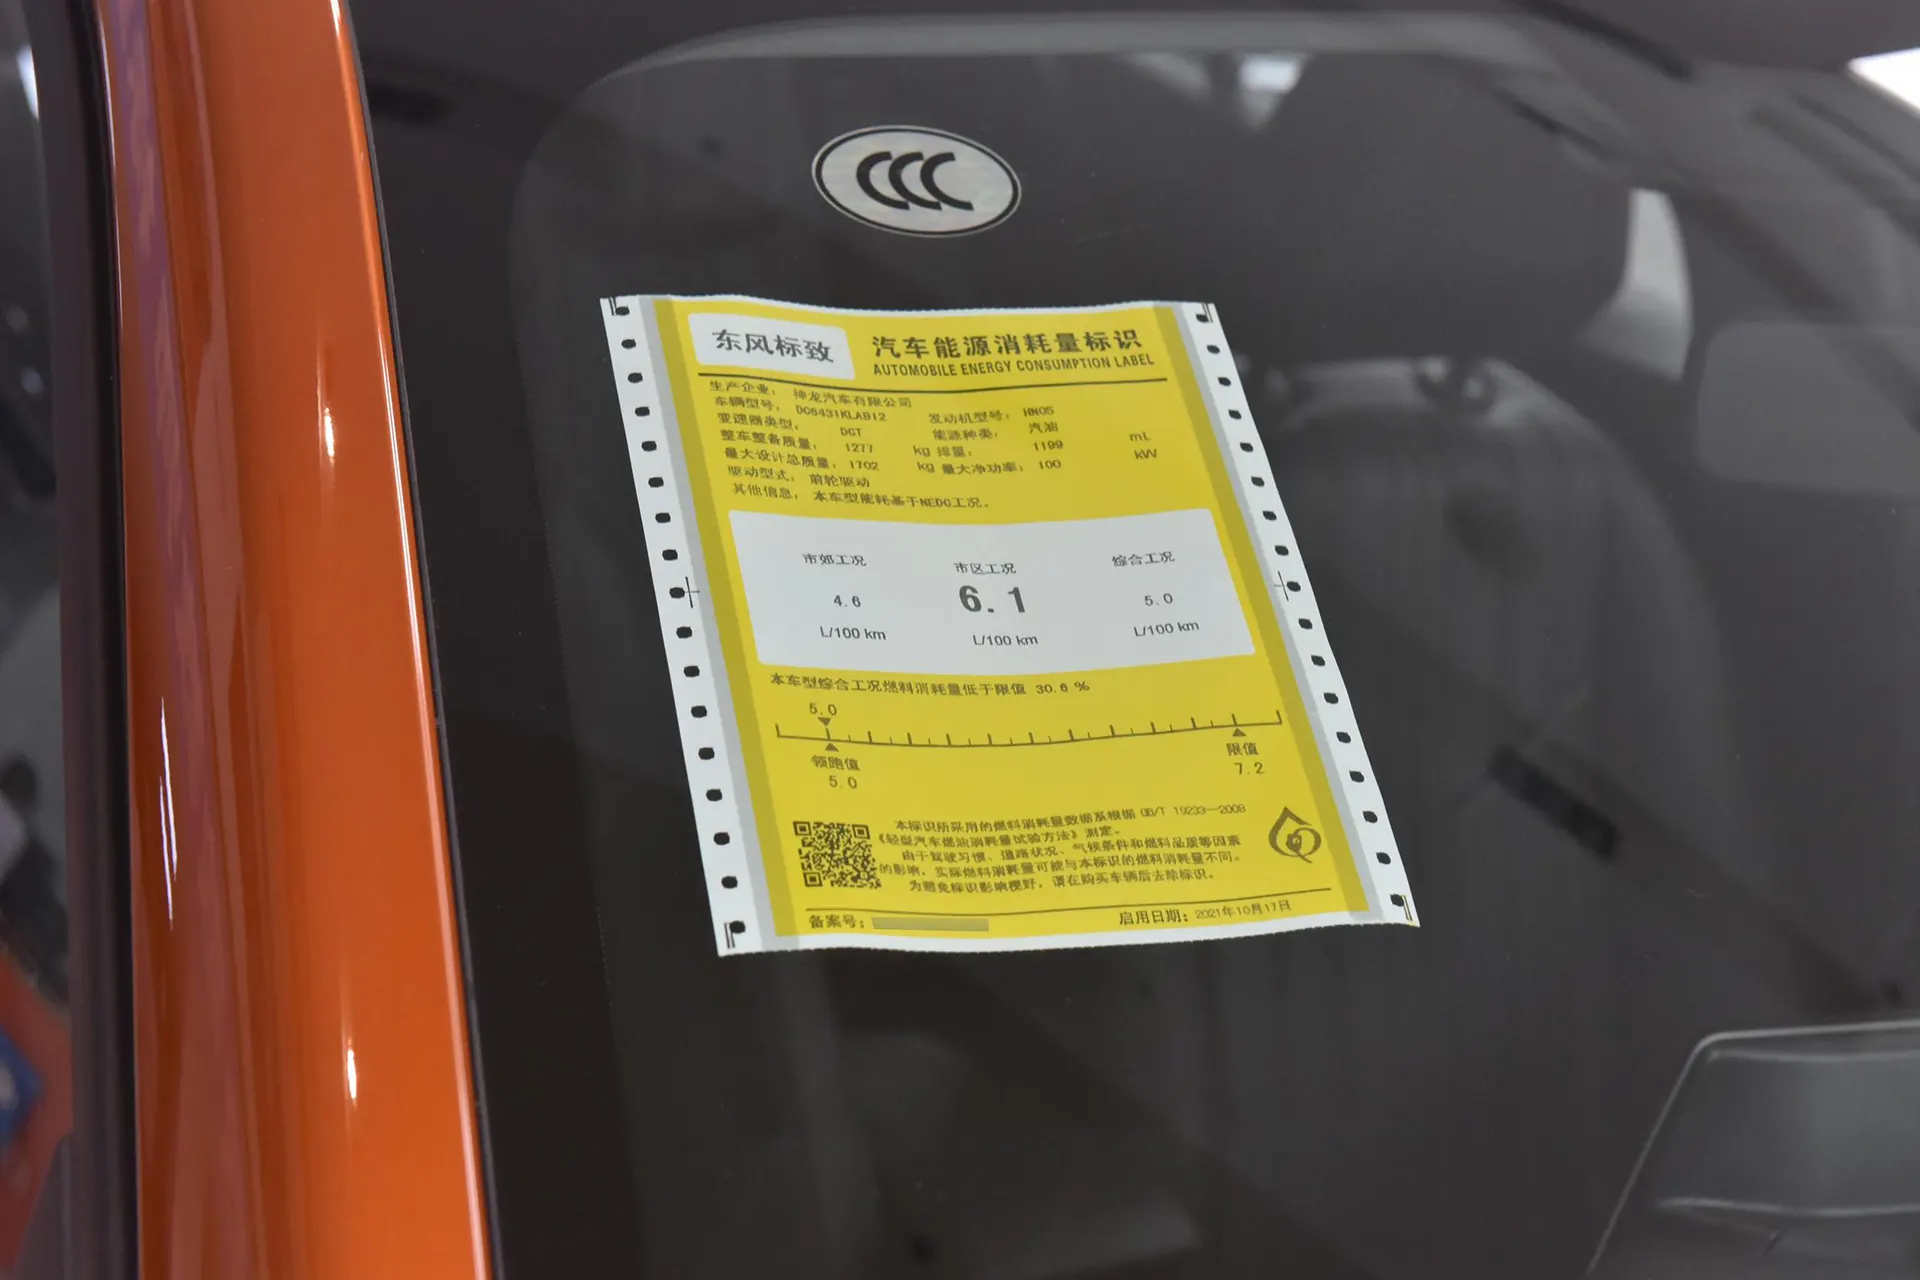 CCC
东风标致
汽车能源消耗量标识
AUTOMOBILE ENERGY CONSUMPTION LABEL
生产企业： 神龙汽车有限公司
车辆型号： DC6431KLAB12 发动机型号： HN05
变速器类型： DCT 能源种类： 汽油
整车整备质量： 1277 kg 排量： 1199 mL
最大设计总质量： 1702 kg 最大净功率： 100 kW
驱动型式： 前轮驱动
其他信息： 本车型能耗基于NEDC工况。
市郊工况 市区工况 综合工况
4.6 6.1 5.0
L/100 km L/100 km L/100 km
本车型综合工况燃料消耗量低于限值 30.6 %
5.0
领跑值 限值
5.0 7.2
本标识所采用的燃料消耗量数据系根据 GB/T 19233—2008
《轻型汽车燃油消耗量试验方法》测定。
由于驾驶习惯、道路状况、气候条件和燃料品质等因素
的影响，实际燃料消耗量可能与本标识的燃料消耗量不同。
为避免标识影响视野，请在购买车辆后去除标识。
备案号： 启用日期：2021年10月17日